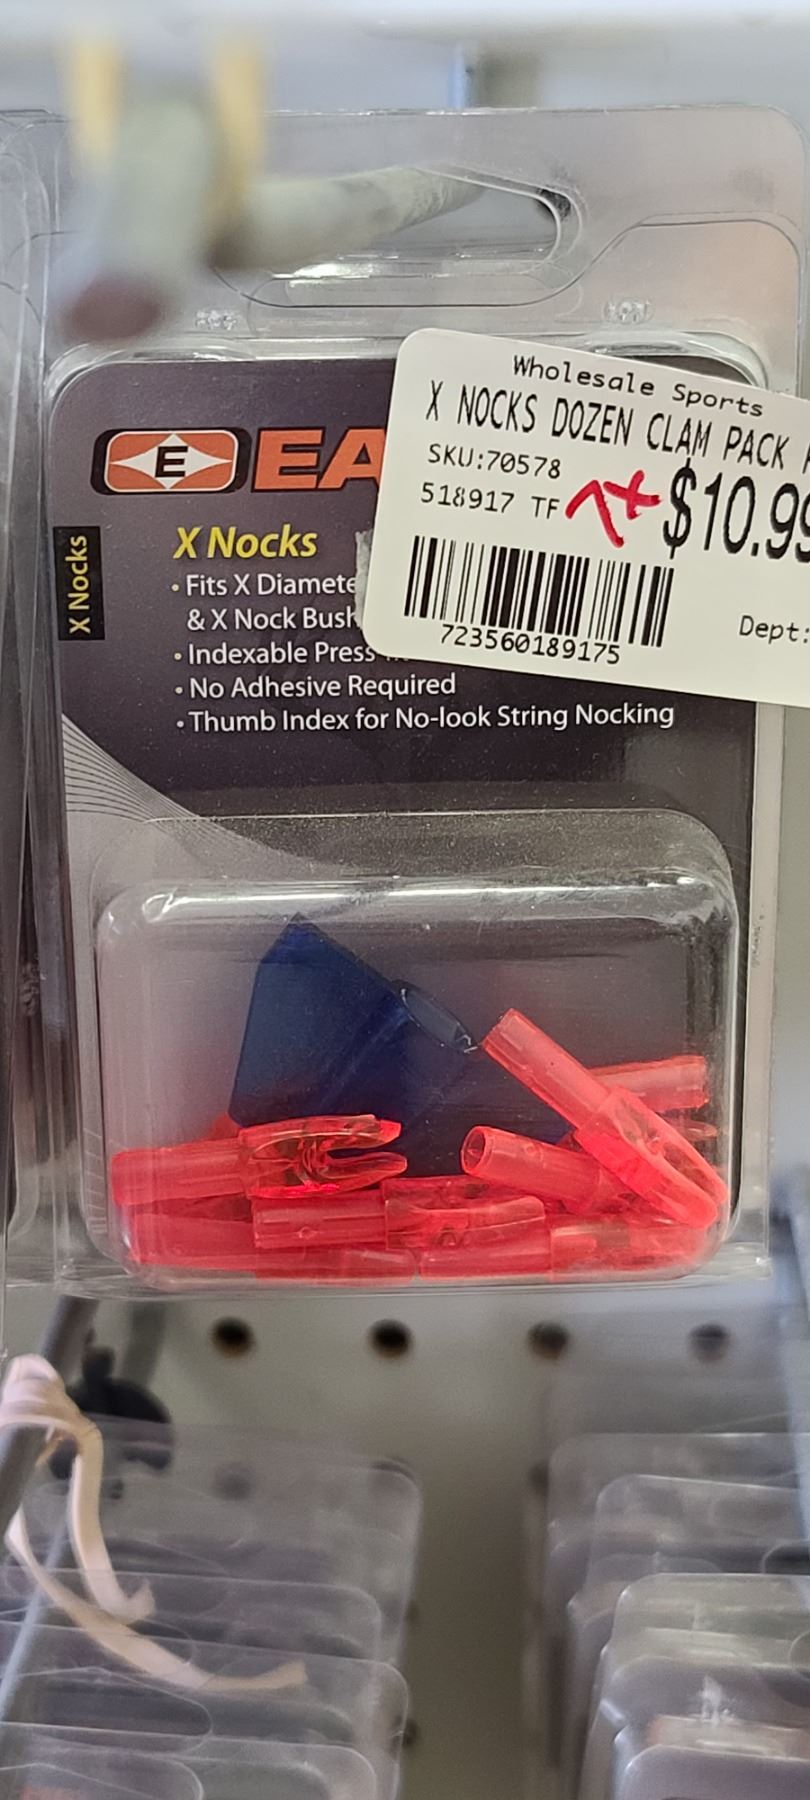 Wholesale Sports
X NOCKS DOZEN CLAM PACK
SKU:70578
518917 TF
$10.99
723560189175
Dept:
E EA
X Nocks
X Nocks
• Fits X Diamete
& X Nock Bush
• Indexable Press
• No Adhesive Required
• Thumb Index for No-look String Nocking